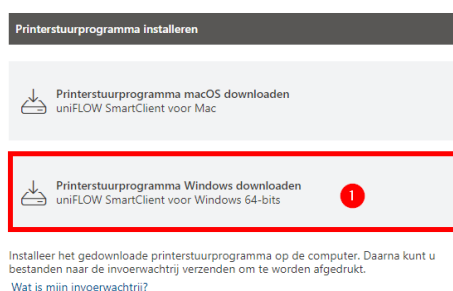 Printerstuurprogramma installeren
Printerstuurprogramma macOS downloaden
uniFLOW SmartClient voor Mac
Printerstuurprogramma Windows downloaden
uniFLOW SmartClient voor Windows 64-bits
1
Installeer het gedownloade printerstuurprogramma op de computer. Daarna kunt u
bestanden naar de invoerwachtrij verzenden om te worden afgedrukt.
Wat is mijn invoerwachtrij?